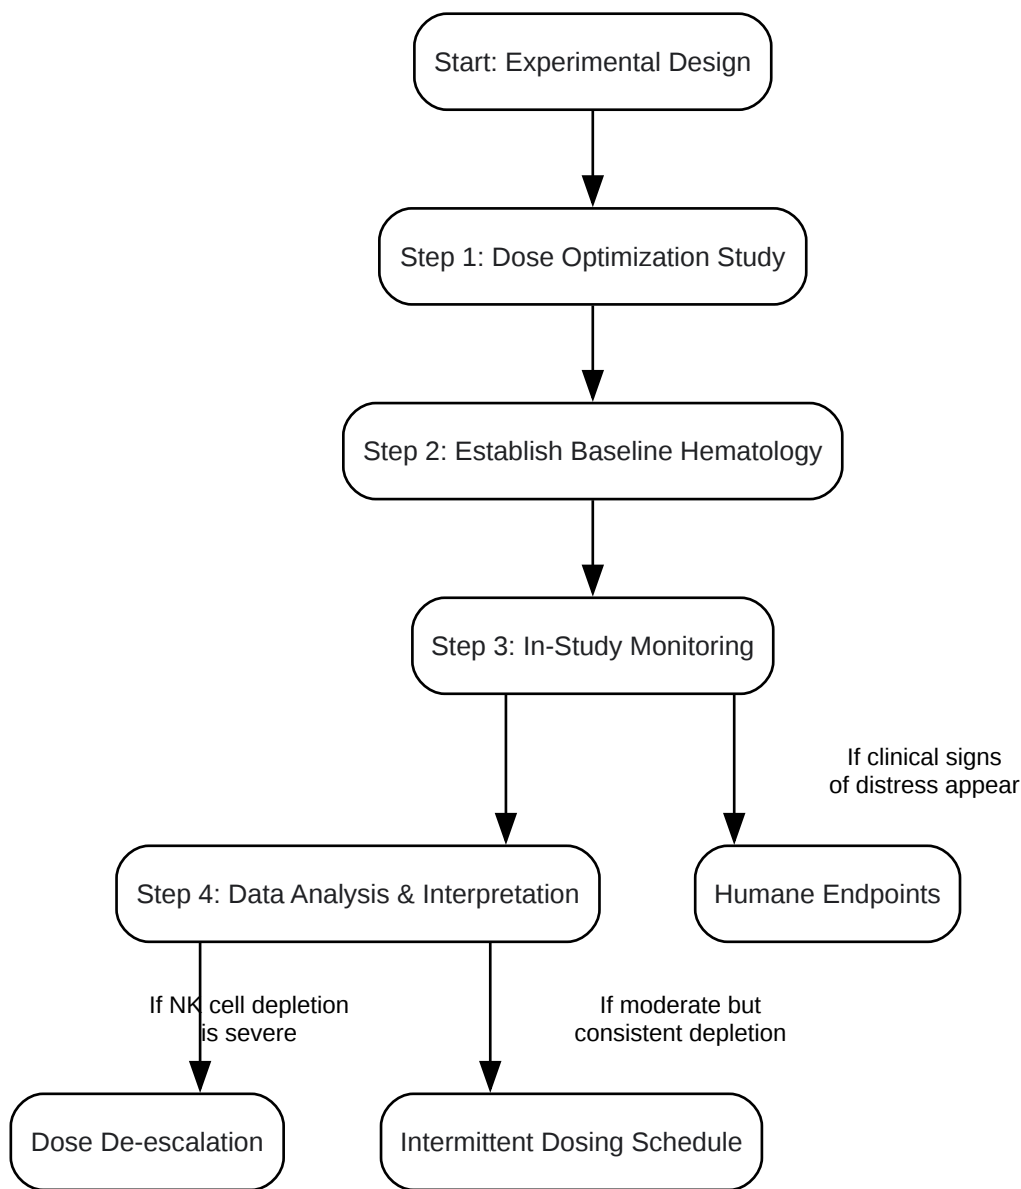 Start: Experimental Design
Step 1: Dose Optimization Study
Step 2: Establish Baseline Hematology
Step 3: In-Study Monitoring
If clinical signs
of distress appear
Step 4: Data Analysis & Interpretation
Humane Endpoints
If NK cell depletion
is severe
If moderate but
consistent depletion
Dose De-escalation
Intermittent Dosing Schedule